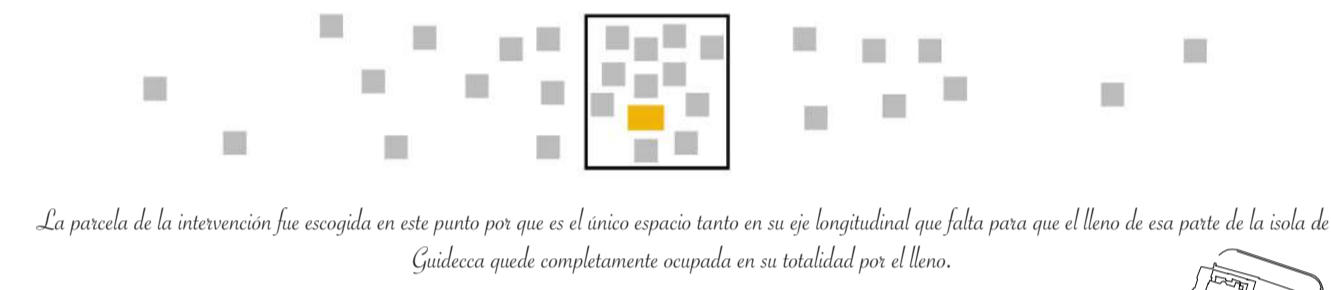 La parcela de la intervención fue escogida en este punto por que es el único espacio tanto en su eje longitudinal que falta para que el lleno de esa parte de la isola de
Guidecca quede completamente ocupada en su totalidad por el lleno.